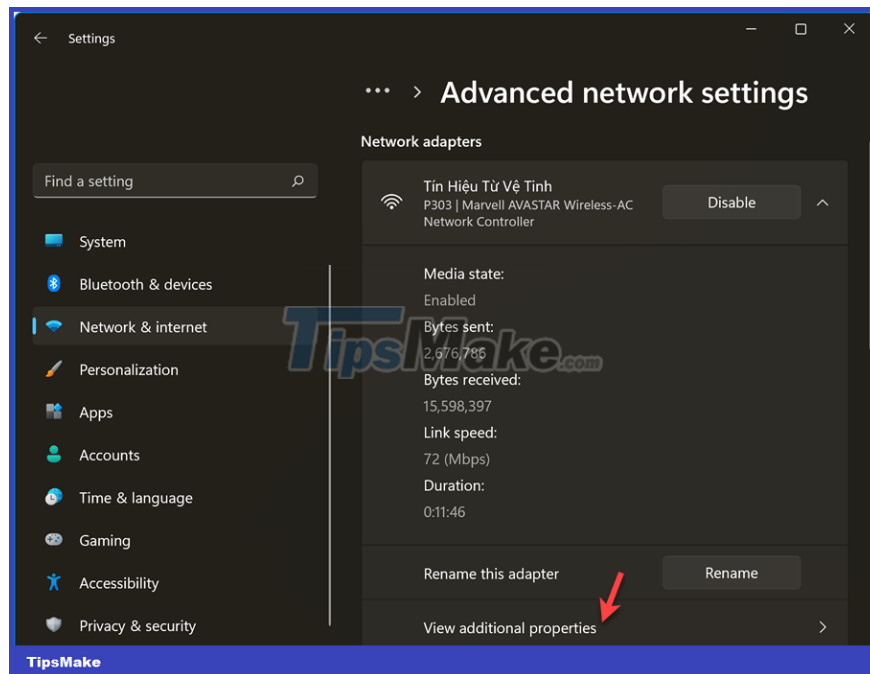 Settings
Advanced network settings
Network adapters
Find a setting
Tín Hiệu Từ Vệ Tinh
P303 | Marvell AVASTAR Wireless-AC
Network Controller
Disable
System
Bluetooth & devices
Network & internet
Personalization
Apps
Accounts
Time & language
Gaming
Accessibility
Privacy & security
Media state:
Enabled
Bytes sent:
2,676,786
Bytes received:
15,598,397
Link speed:
72 (Mbps)
Duration:
0:11:46
Rename this adapter
Rename
View additional properties
TipsMake.com
TipsMake